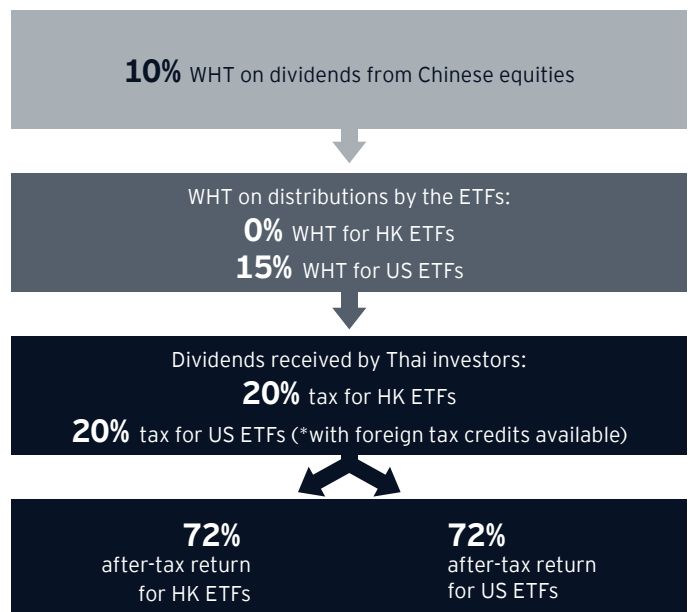 10% WHT on dividends from Chinese equities
WHT on distributions by the ETFs:
0% WHT for HK ETFs
15% WHT for US ETFs
Dividends received by Thai investors:
20% tax for HK ETFs
20% tax for US ETFs (*with foreign tax credits available)
72%
after-tax return
for HK ETFs
72%
after-tax return
for US ETFs